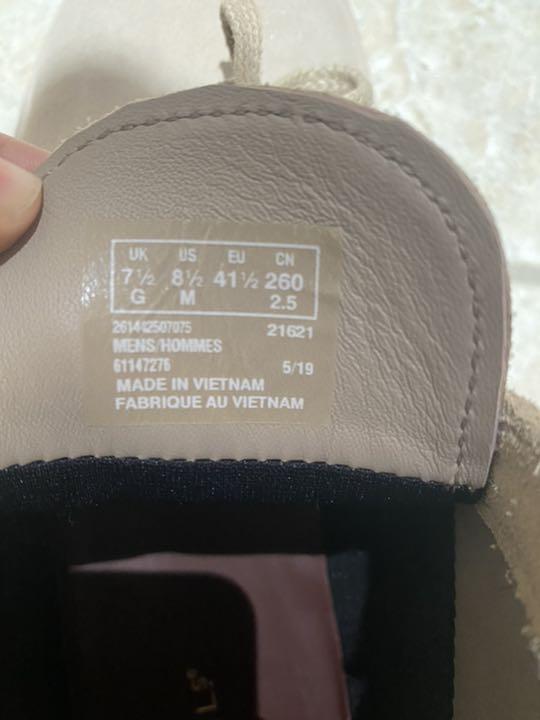 UK US EU CN
7½ 8½ 41½ 260
G M 2.5
261442507075 21621
MENS/HOMMES
61147276 5/19
MADE IN VIETNAM
FABRIQUE AU VIETNAM